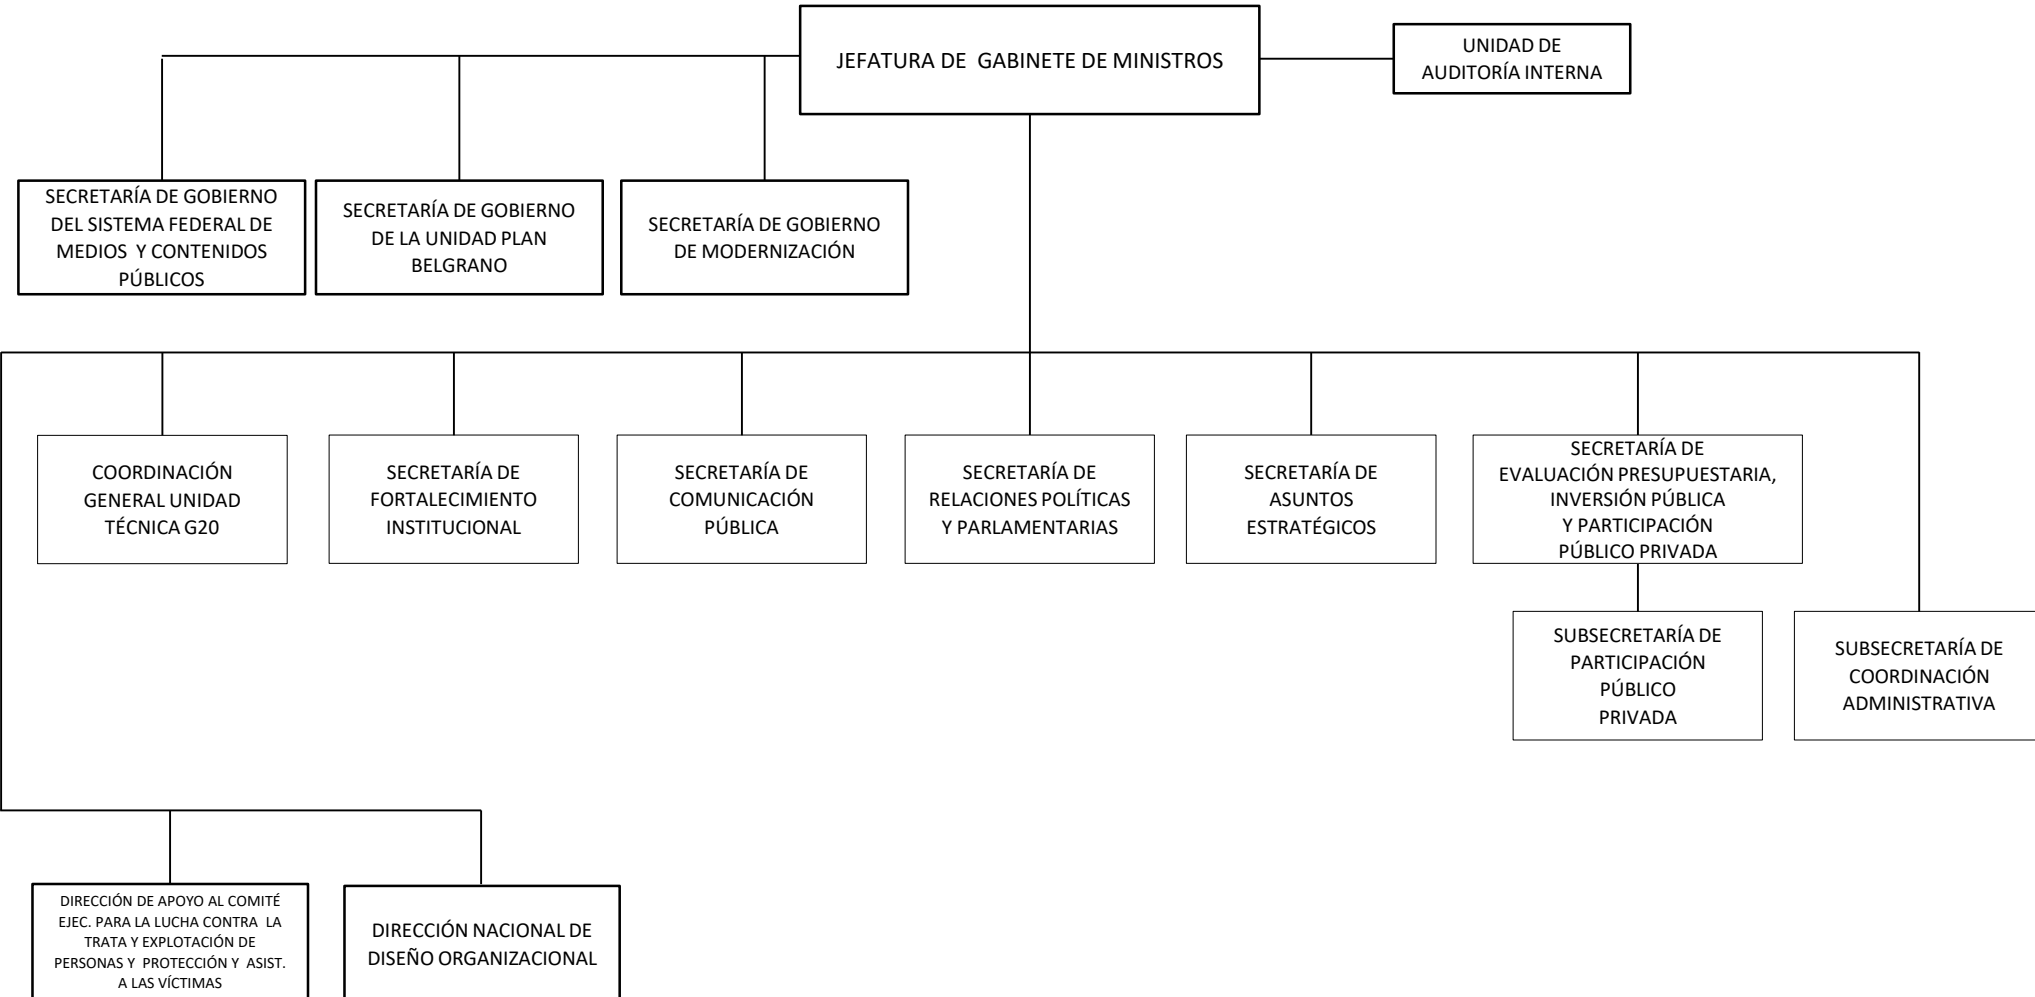 JEFATURA DE GABINETE DE MINISTROS
UNIDAD DE
AUDITORÍA INTERNA
SECRETARÍA DE GOBIERNO
DEL SISTEMA FEDERAL DE
MEDIOS Y CONTENIDOS
PÚBLICOS
SECRETARÍA DE GOBIERNO
DE LA UNIDAD PLAN
BELGRANO
SECRETARÍA DE GOBIERNO
DE MODERNIZACIÓN
COORDINACIÓN
GENERAL UNIDAD
TÉCNICA G20
SECRETARÍA DE
FORTALECIMIENTO
INSTITUCIONAL
SECRETARÍA DE
COMUNICACIÓN
PÚBLICA
SECRETARÍA DE
RELACIONES POLÍTICAS
Y PARLAMENTARIAS
SECRETARÍA DE
ASUNTOS
ESTRATÉGICOS
SECRETARÍA DE
EVALUACIÓN PRESUPUESTARIA,
INVERSIÓN PÚBLICA
Y PARTICIPACIÓN
PÚBLICO PRIVADA
SUBSECRETARÍA DE
PARTICIPACIÓN
PÚBLICO
PRIVADA
SUBSECRETARÍA DE
COORDINACIÓN
ADMINISTRATIVA
DIRECCIÓN DE APOYO AL COMITÉ
EJEC. PARA LA LUCHA CONTRA LA
TRATA Y EXPLOTACIÓN DE
PERSONAS Y PROTECCIÓN Y ASIST.
A LAS VÍCTIMAS
DIRECCIÓN NACIONAL DE
DISEÑO ORGANIZACIONAL